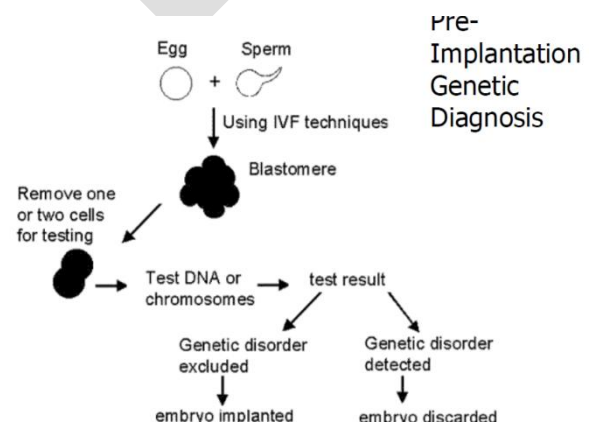 Pre-
Implantation
Genetic
Diagnosis
Egg
Sperm
+
Using IVF techniques
Blastomere
Remove one
or two cells
for testing
Test DNA or
chromosomes
test result
Genetic disorder
excluded
Genetic disorder
detected
embryo implanted
embryo discarded